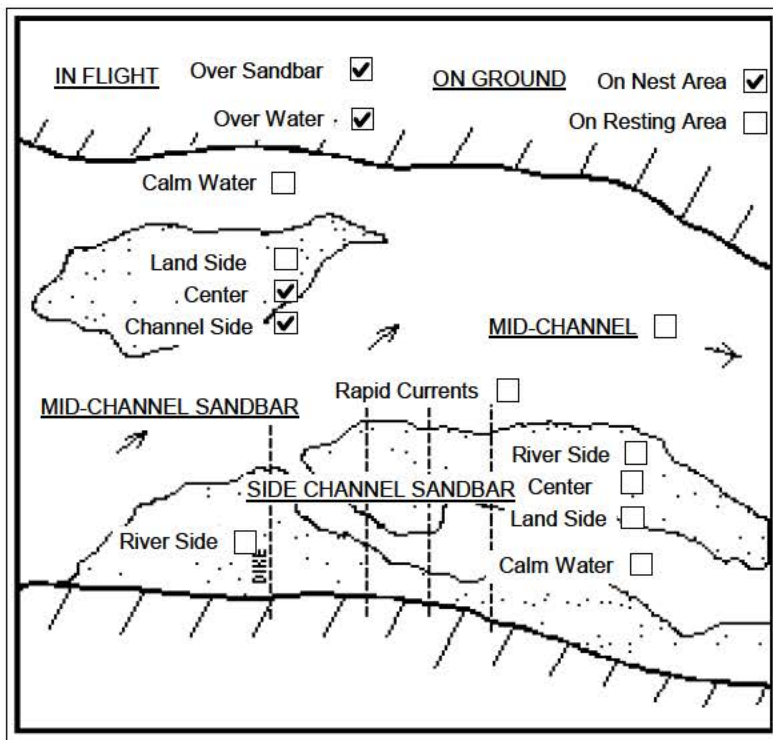 IN FLIGHT Over Sandbar ON GROUND On Nest Area
Over Water On Resting Area
Calm Water
Land Side
Center
Channel Side
MID-CHANNEL
Rapid Currents
MID-CHANNEL SANDBAR
River Side
SIDE CHANNEL SANDBAR Center
Land Side
River Side
DIKE
Calm Water